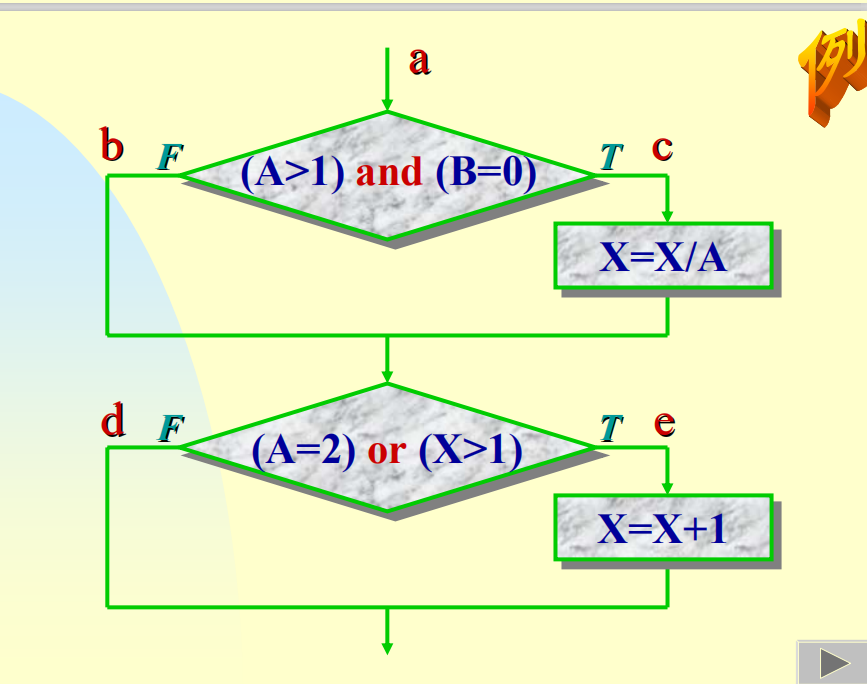 a
例
b F (A>1) and (B=0) T c
X=X/A
d F (A=2) or (X>1) T e
X=X+1